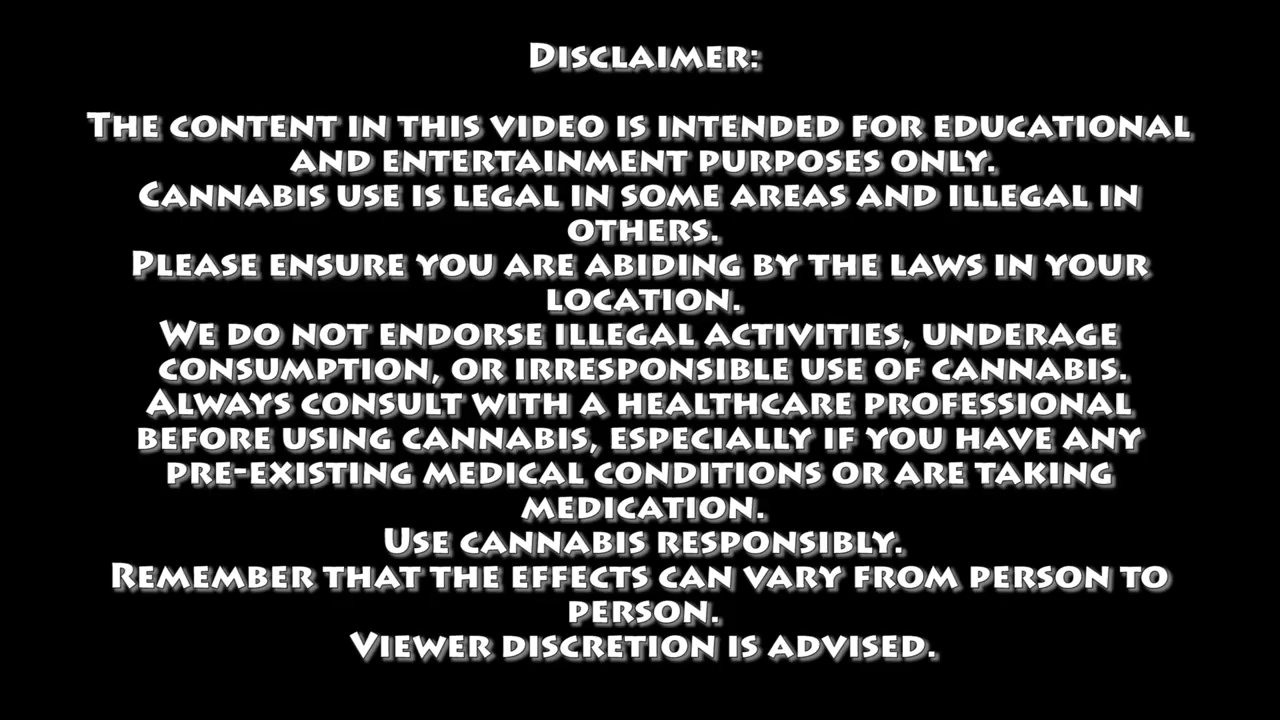 Disclaimer:
The content in this video is intended for educational
and entertainment purposes only.
Cannabis use is legal in some areas and illegal in
others.
Please ensure you are abiding by the laws in your
location.
We do not endorse illegal activities, underage
consumption, or irresponsible use of cannabis.
Always consult with a healthcare professional
before using cannabis, especially if you have any
pre-existing medical conditions or are taking
medication.
Use cannabis responsibly.
Remember that the effects can vary from person to
person.
Viewer discretion is advised.